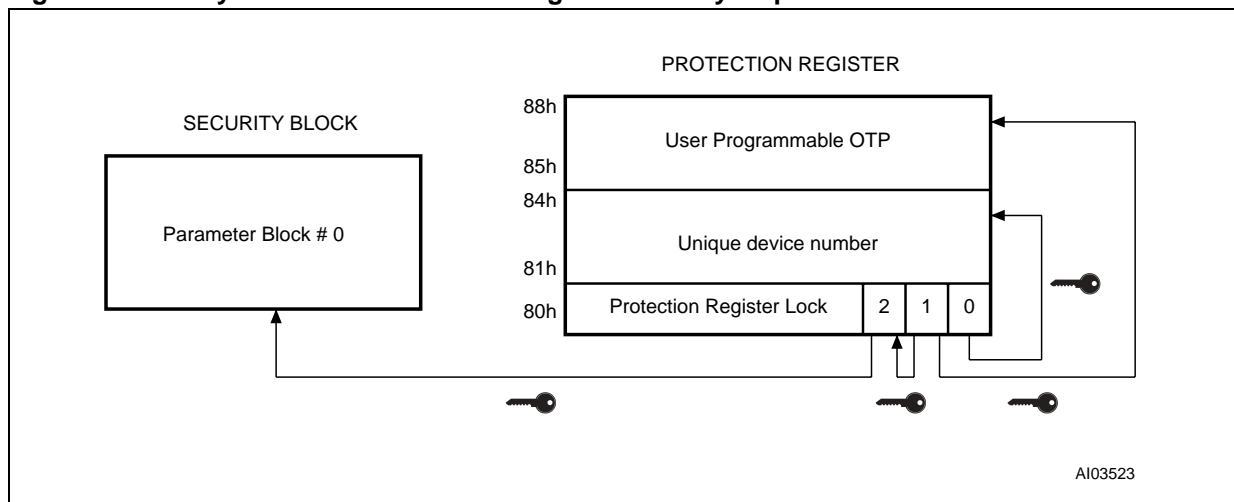 SECURITY BLOCK
Parameter Block # 0
PROTECTION REGISTER
88h
User Programmable OTP
85h
84h
Unique device number
81h
80h
Protection Register Lock 2 1 0
AI03523